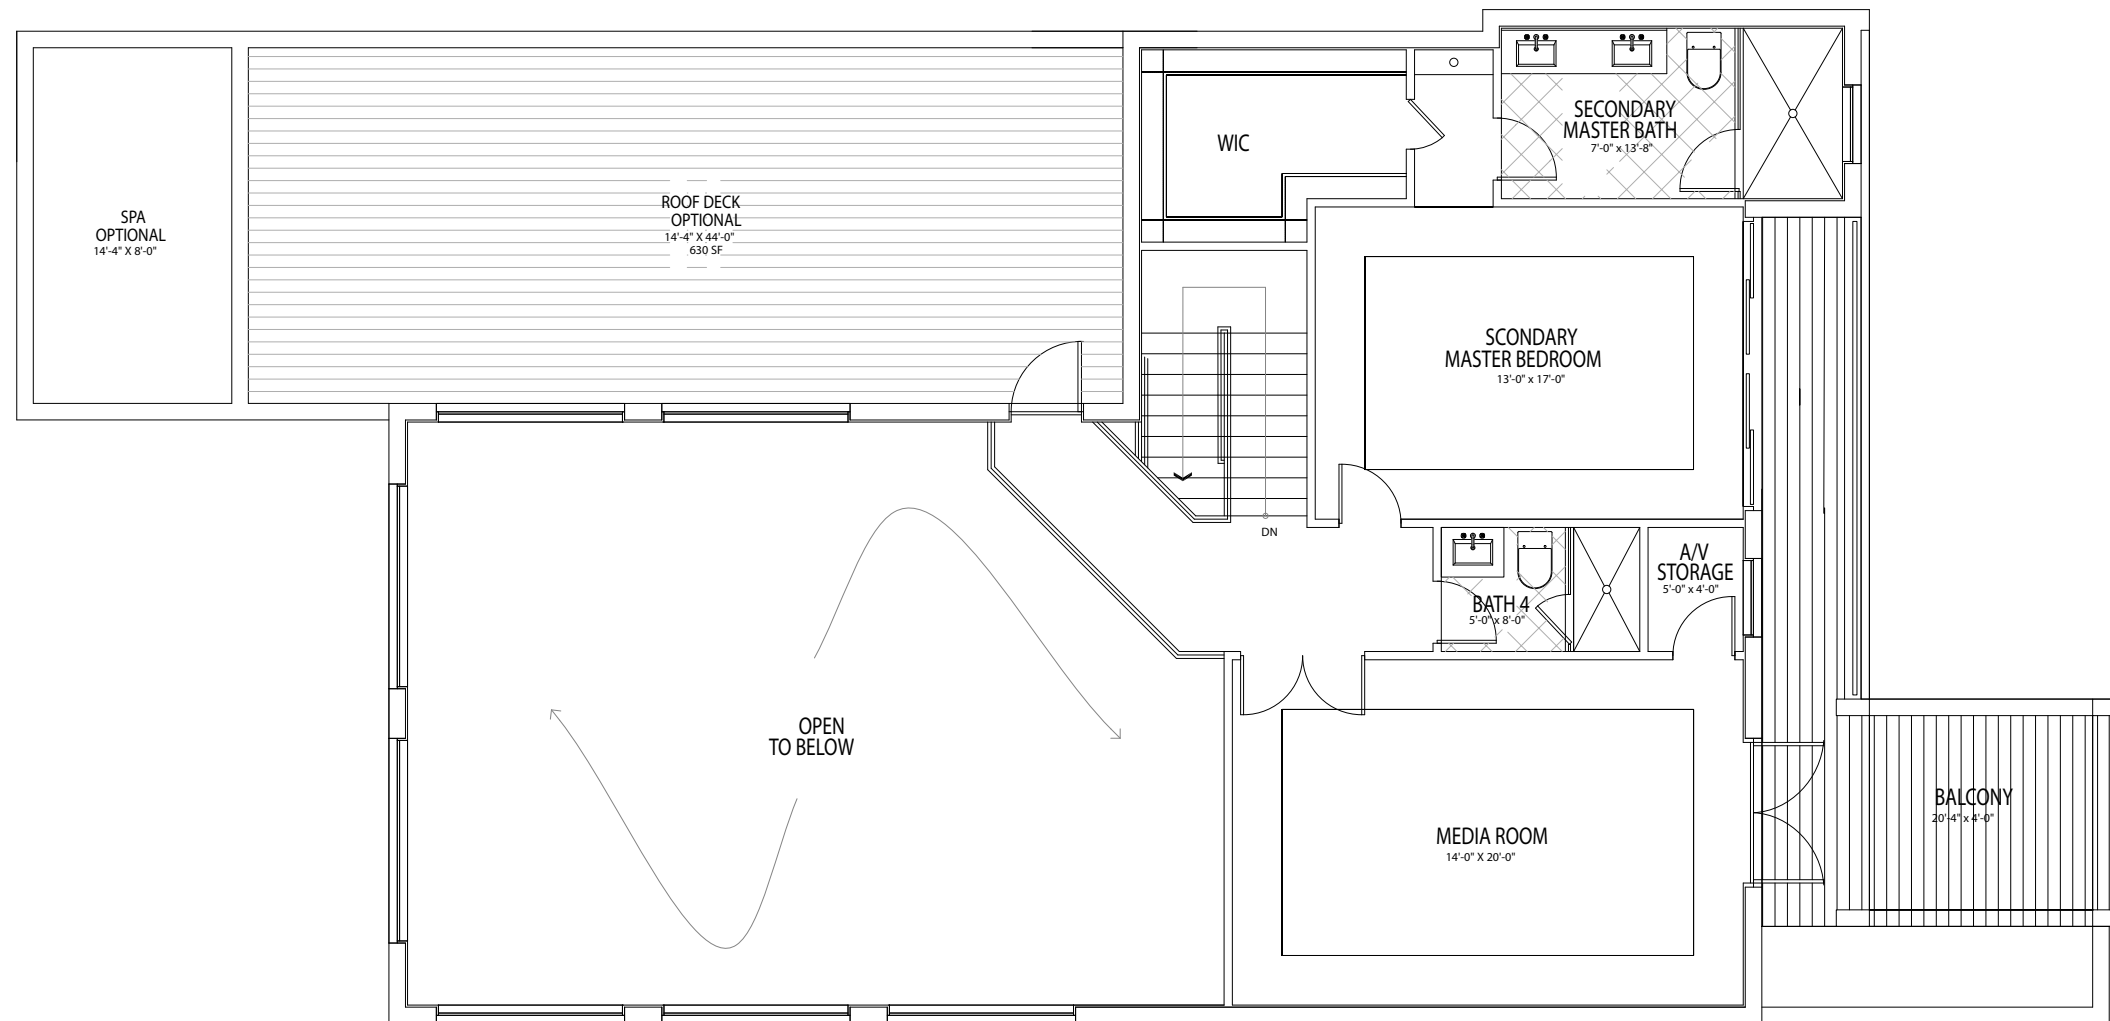 SPA
OPTIONAL
14'-4" X 8'-0"
ROOF DECK
OPTIONAL
14'-4" X 44'-0"
630 SF
WIC
SECONDARY
MASTER BATH
7'-0" x 13'-8"
SCONDARY
MASTER BEDROOM
13'-0" x 17'-0"
DN
BATH 4
5'-0" x 8'-0"
A/V
STORAGE
5'-0" x 4'-0"
OPEN
TO BELOW
MEDIA ROOM
14'-0" X 20'-0"
BALCONY
20'-4" x 4'-0"